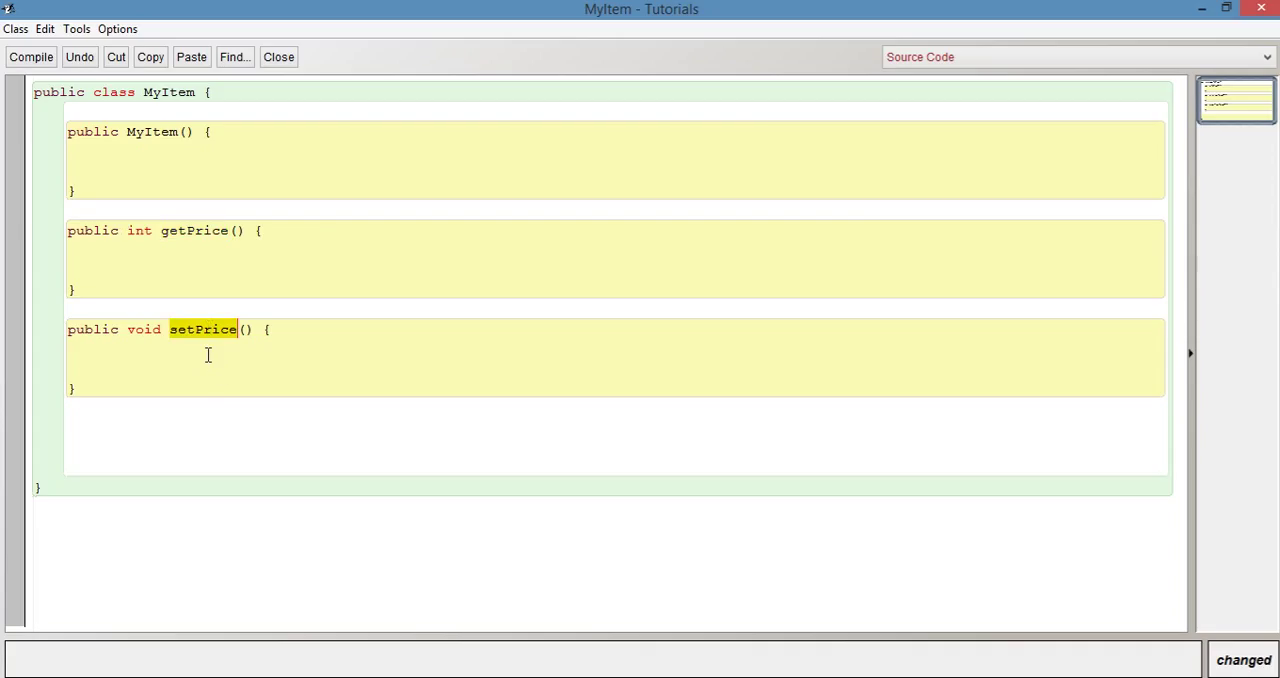 MyItem - Tutorials
Class Edit Tools Options
Compile Undo Cut Copy Paste Find... Close Source Code
public class MyItem {
public MyItem() {
}
public int getPrice() {
}
public void setPrice() {
}
}
changed